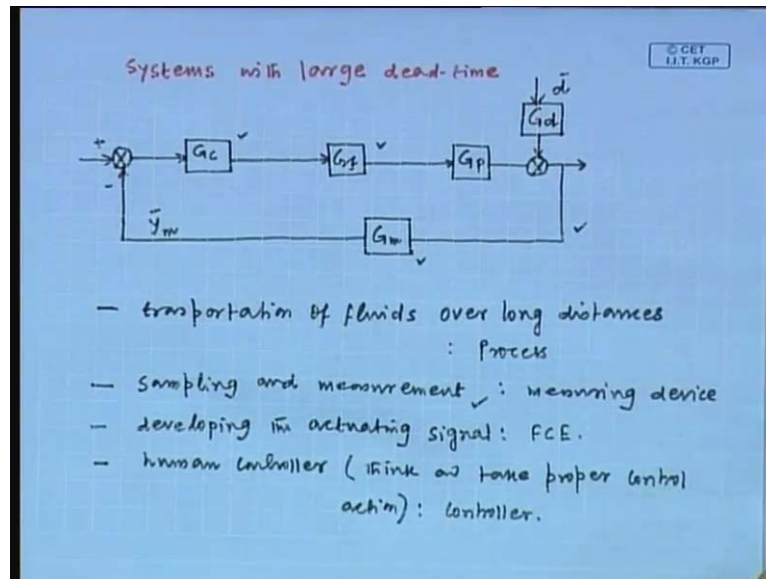 Systems with large dead-time
© CET
I.I.T. KGP
d̄
Gd
+
Gc
Gf
Gp
-
ȳm
Gm
— trasportation of fluids over long distances
: Process
— sampling and measurement : measuring device
— developing the actuating signal : FCE.
— human controller (think and take proper control
action) : controller.